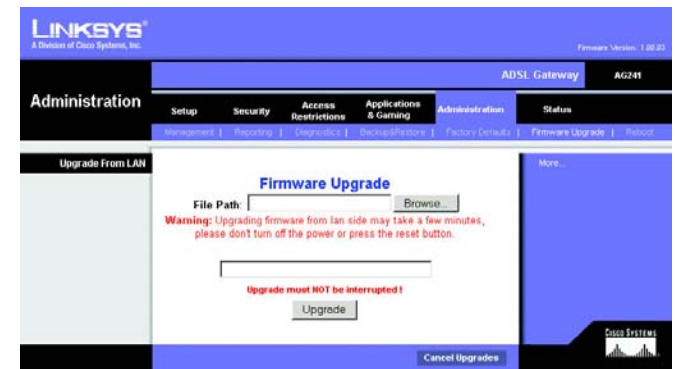 LINKSYS®
A Division of Cisco Systems, Inc.
Firmware Version: 1.00.03
ADSL Gateway AG241
Administration
Setup Security Access Restrictions Applications & Gaming Administration Status
Management | Reporting | Diagnostics | Backup&Restore | Factory Defaults | Firmware Upgrade | Reboot
Upgrade From LAN
More...
Firmware Upgrade
File Path: Browse...
Warning: Upgrading firmware from lan side may take a few minutes,
please don't turn off the power or press the reset button.
Upgrade must NOT be interrupted !
Upgrade
CISCO SYSTEMS
Cancel Upgrades